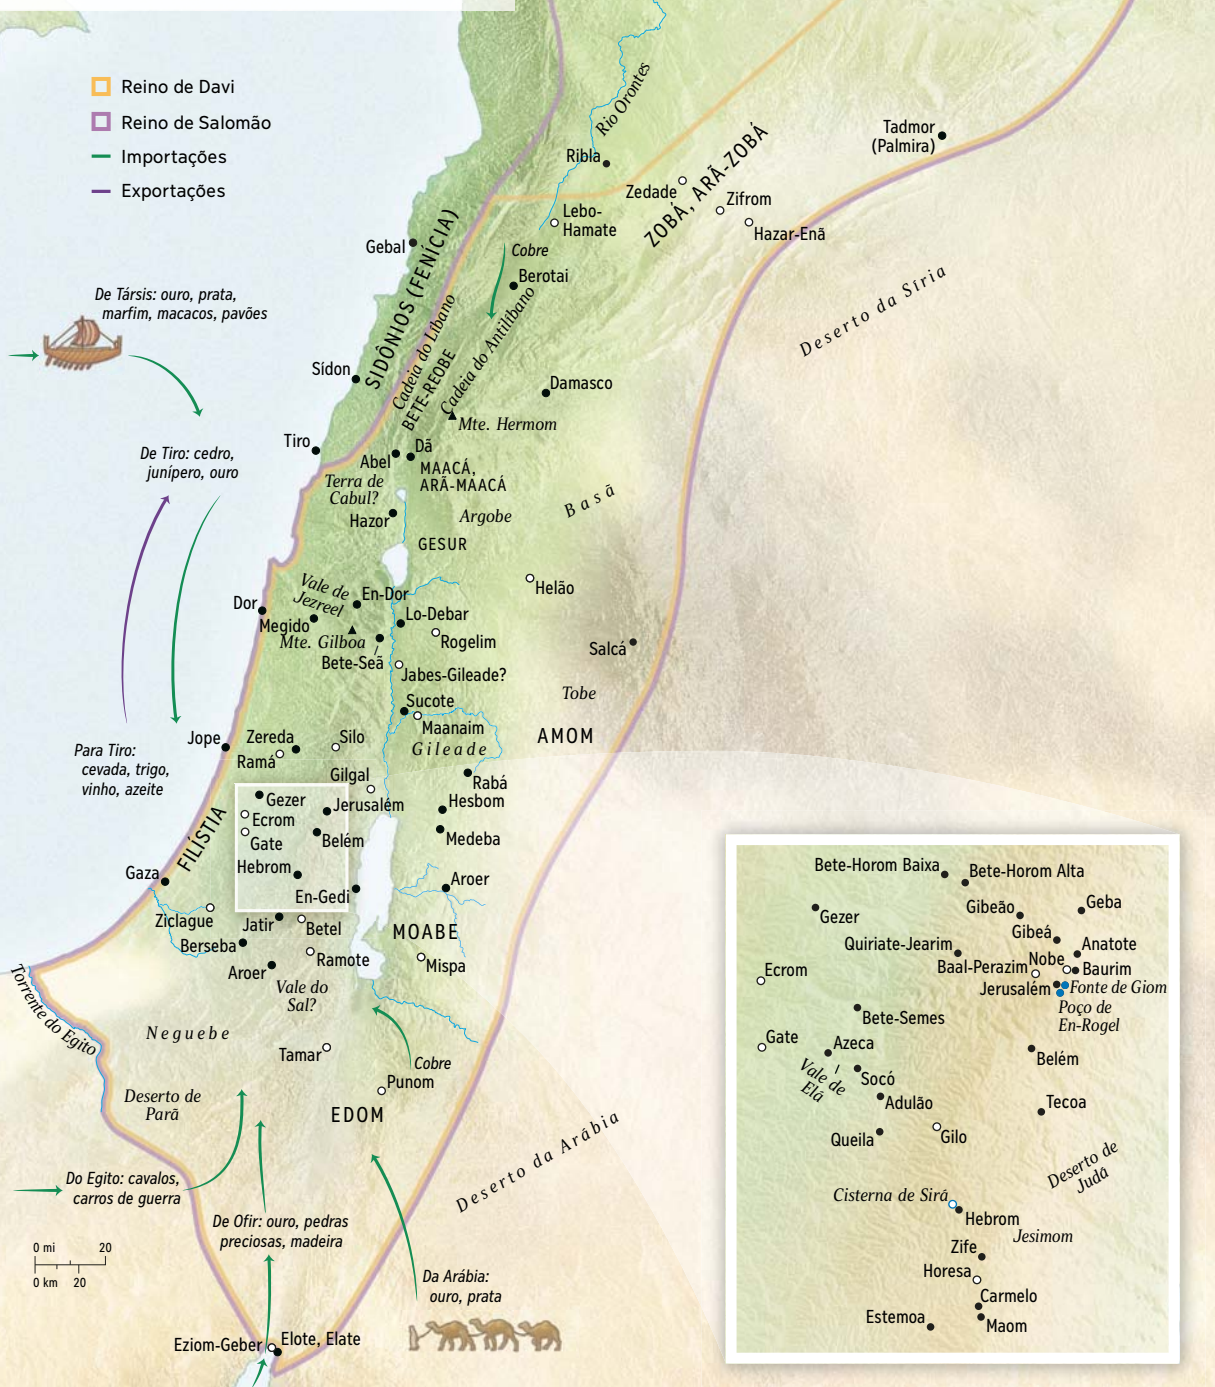 Reino de Davi
Reino de Salomão
Importações
Exportações
Rio Orontes
Tadmor
(Palmira)
Ribla
Zedade
ZOBÁ, ARÃ-ZOBÁ
Zifrom
Hazar-Enã
Lebo-
Hamate
Gebal
SIDÔNIOS (FENÍCIA)
Cobre
Berotai
Deserto da Síria
De Társis: ouro, prata,
marfim, macacos, pavões
Cadeia do Líbano
Cadeia do Antilíbano
BETE-REOBE
Sídon
Damasco
Mte. Hermom
Tiro
Dã
Abel
MAACÁ,
ARÃ-MAACÁ
De Tiro: cedro,
junípero, ouro
Terra de
Cabul?
Hazor
Argobe
Basã
GESUR
Helão
Vale de
Jezreel
En-Dor
Dor
Megido
Lo-Debar
Mte. Gilboa
Rogelim
Bete-Seã
Jabes-Gileade?
Salcá
Tobe
Sucote
Maanaim
Gileade
AMOM
Jope
Zereda
Silo
Ramá
Para Tiro:
cevada, trigo,
vinho, azeite
Gilgal
Rabá
Gezer
Jerusalém
Hesbom
Ecrom
Gate
Belém
Medeba
FILÍSTIA
Hebrom
Gaza
En-Gedi
Aroer
Ziclague
Jatir
Betel
MOABE
Berseba
Ramote
Mispa
Aroer
Vale do
Sal?
Torrente do Egito
Neguebe
Tamar
Cobre
Punom
Deserto de
Parã
EDOM
Deserto da Arábia
Do Egito: cavalos,
carros de guerra
De Ofir: ouro, pedras
preciosas, madeira
0 mi 20
0 km 20
Da Arábia:
ouro, prata
Eziom-Geber
Elote, Elate
Bete-Horom Baixa
Bete-Horom Alta
Gezer
Gibeão
Geba
Gibeá
Quiriate-Jearim
Anatote
Nobe
Baal-Perazim
Baurim
Ecrom
Jerusalém
Fonte de Giom
Poço de
En-Rogel
Bete-Semes
Gate
Azeca
Belém
Vale de
Elá
Socó
Adulão
Tecoa
Queila
Gilo
Deserto de
Judá
Cisterna de Sirá
Hebrom
Jesimom
Zife
Horesa
Carmelo
Estemoa
Maom